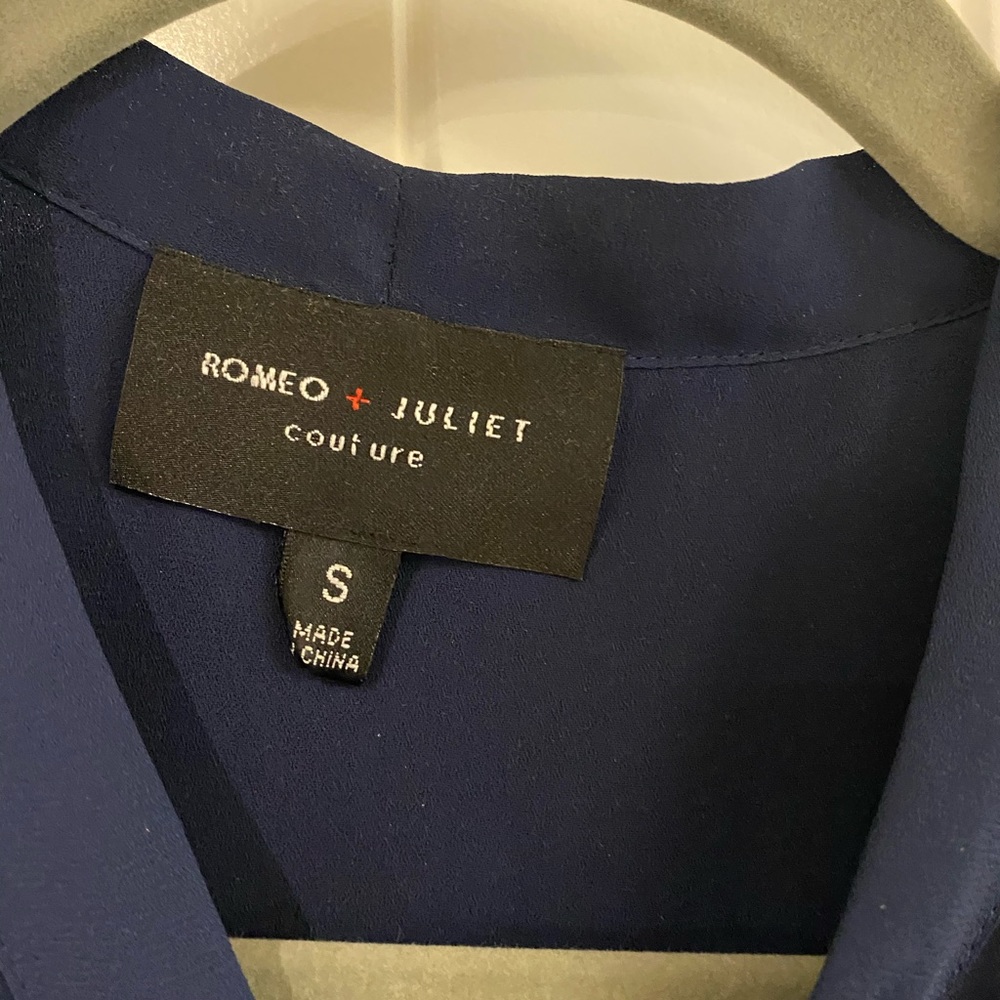 ROMEO + JULIET
couture
S
MADE
CHINA